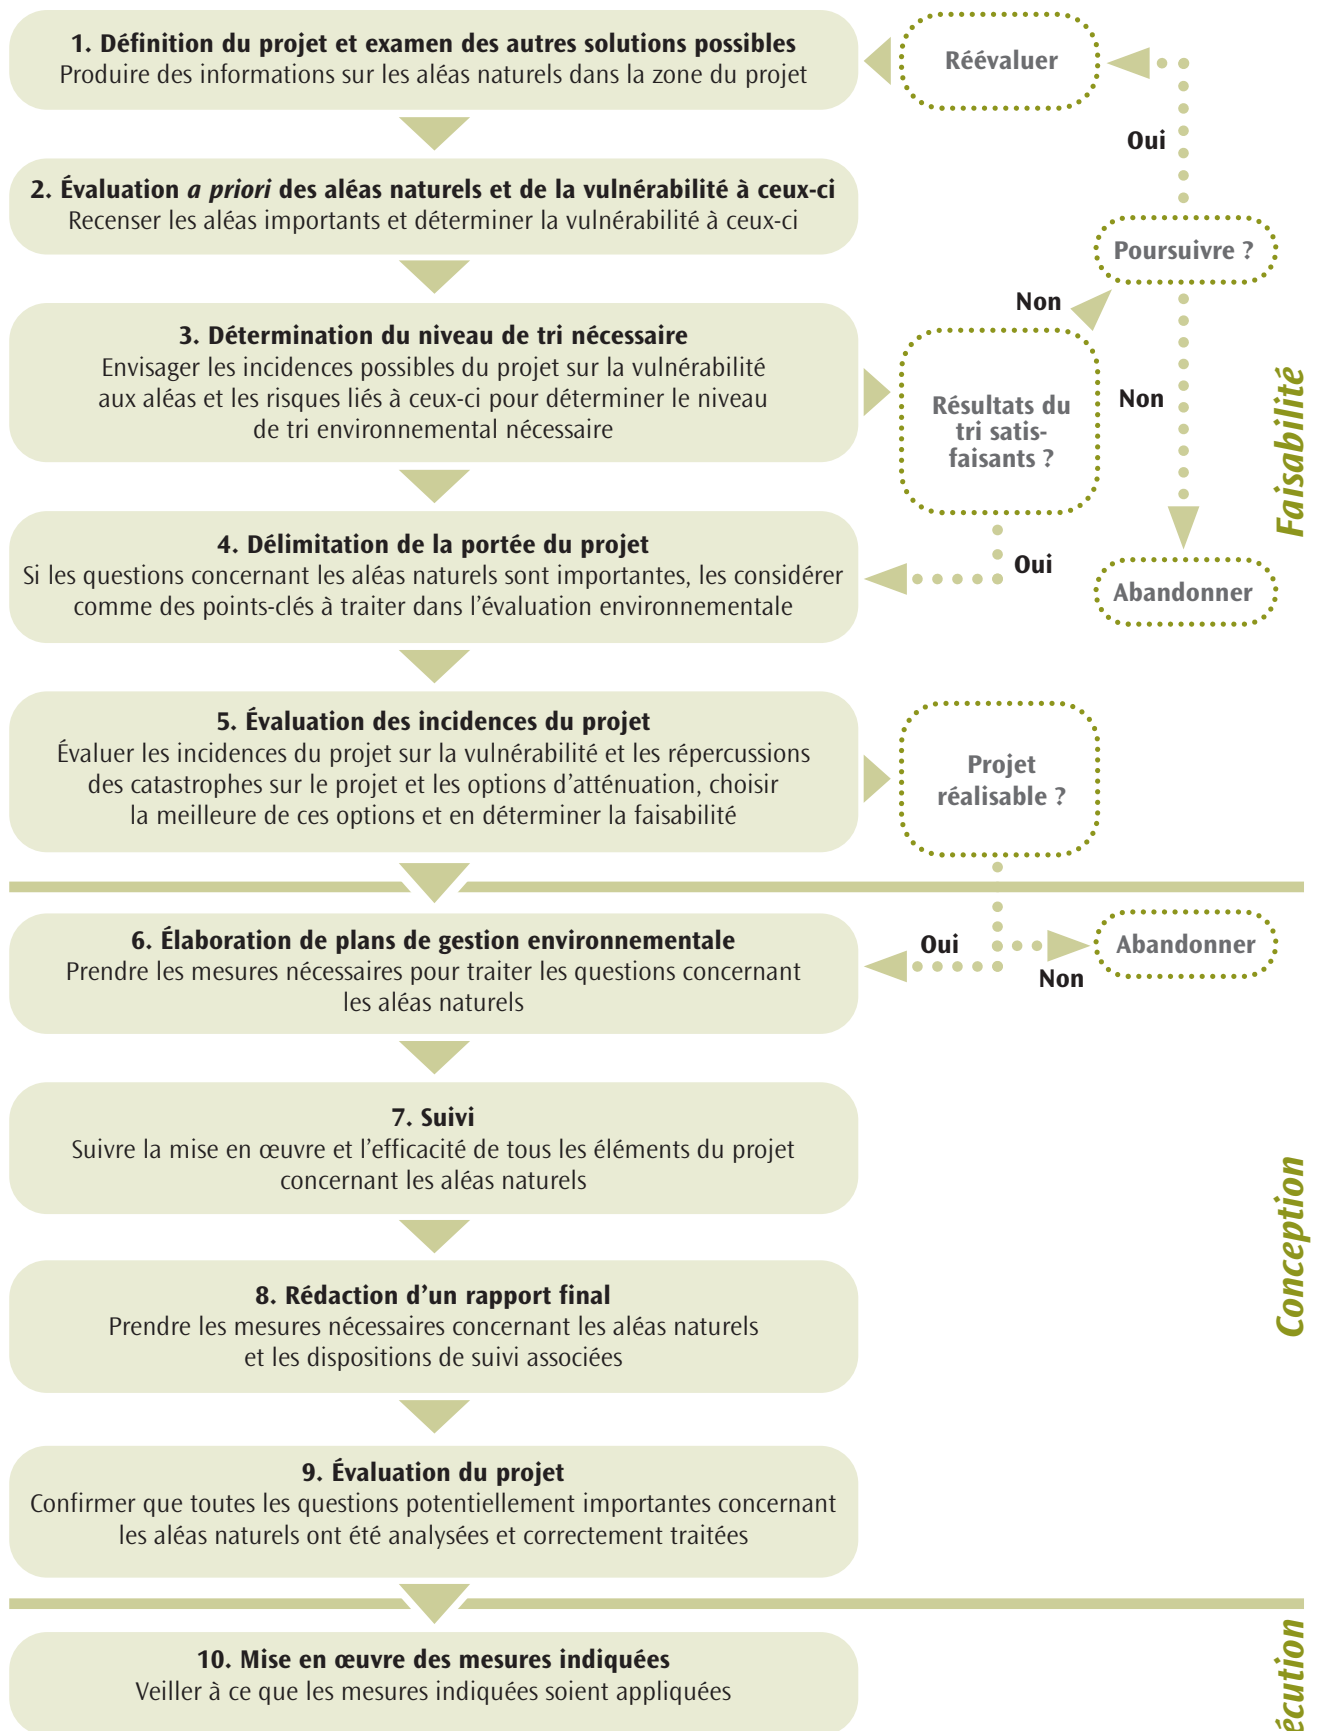 1. Définition du projet et examen des autres solutions possibles
Produire des informations sur les aléas naturels dans la zone du projet
Réévaluer
Oui
2. Évaluation a priori des aléas naturels et de la vulnérabilité à ceux-ci
Recenser les aléas importants et déterminer la vulnérabilité à ceux-ci
Poursuivre ?
Non
3. Détermination du niveau de tri nécessaire
Envisager les incidences possibles du projet sur la vulnérabilité
aux aléas et les risques liés à ceux-ci pour déterminer le niveau
de tri environnemental nécessaire
Résultats du
tri satis-
faisants ?
Non
Faisabilité
4. Délimitation de la portée du projet
Si les questions concernant les aléas naturels sont importantes, les considérer
comme des points-clés à traiter dans l’évaluation environnementale
Oui
Abandonner
5. Évaluation des incidences du projet
Évaluer les incidences du projet sur la vulnérabilité et les répercussions
des catastrophes sur le projet et les options d’atténuation, choisir
la meilleure de ces options et en déterminer la faisabilité
Projet
réalisable ?
6. Élaboration de plans de gestion environnementale
Prendre les mesures nécessaires pour traiter les questions concernant
les aléas naturels
Oui
Non
Abandonner
7. Suivi
Suivre la mise en œuvre et l’efficacité de tous les éléments du projet
concernant les aléas naturels
Conception
8. Rédaction d’un rapport final
Prendre les mesures nécessaires concernant les aléas naturels
et les dispositions de suivi associées
9. Évaluation du projet
Confirmer que toutes les questions potentiellement importantes concernant
les aléas naturels ont été analysées et correctement traitées
10. Mise en œuvre des mesures indiquées
Veiller à ce que les mesures indiquées soient appliquées